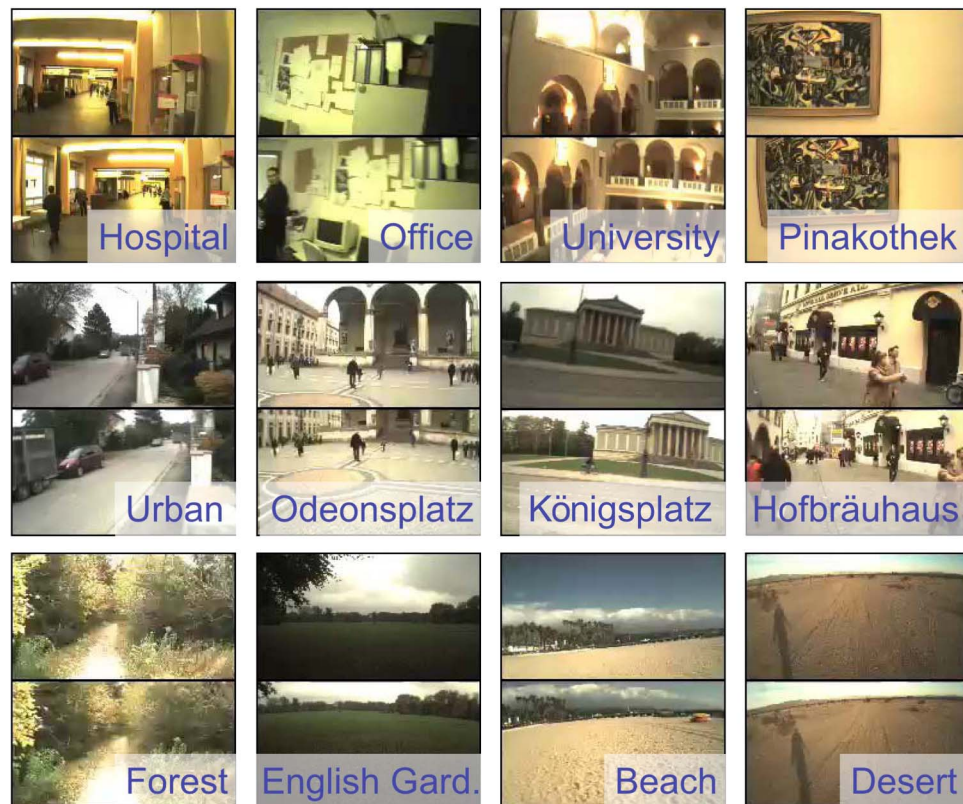 Hospital
Office
University
Pinakothek
Urban
Odeonsplatz
Königsplatz
Hofbräuhaus
Forest
English Gard.
Beach
Desert